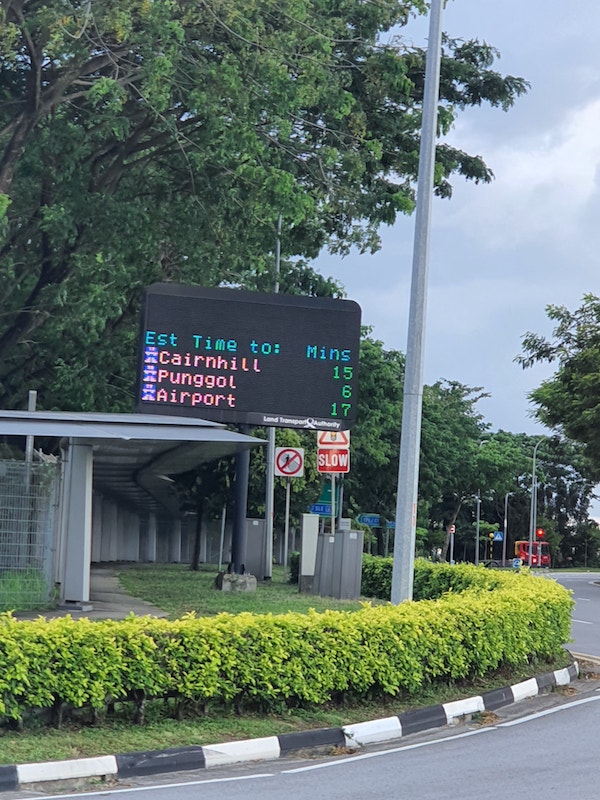 Est Time to: Mins
Cairnhill 15
Punggol 6
Airport 17
Land Transport Authority
SLOW